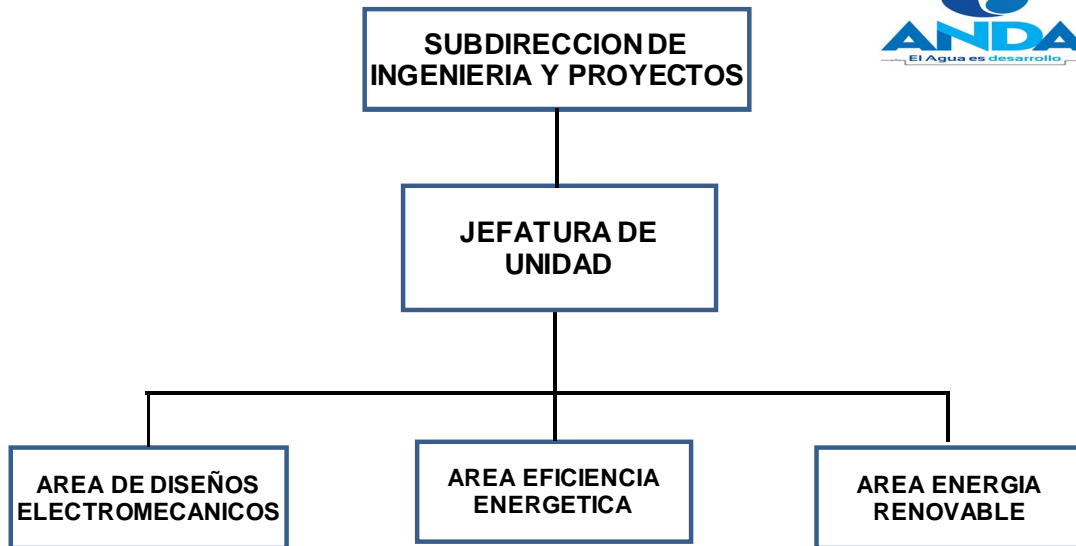 SUBDIRECCION DE
INGENIERIA Y PROYECTOS
ANDA
El Agua es desarrollo
JEFATURA DE
UNIDAD
AREA DE DISEÑOS
ELECTROMECANICOS
AREA EFICIENCIA
ENERGETICA
AREA ENERGIA
RENOVABLE